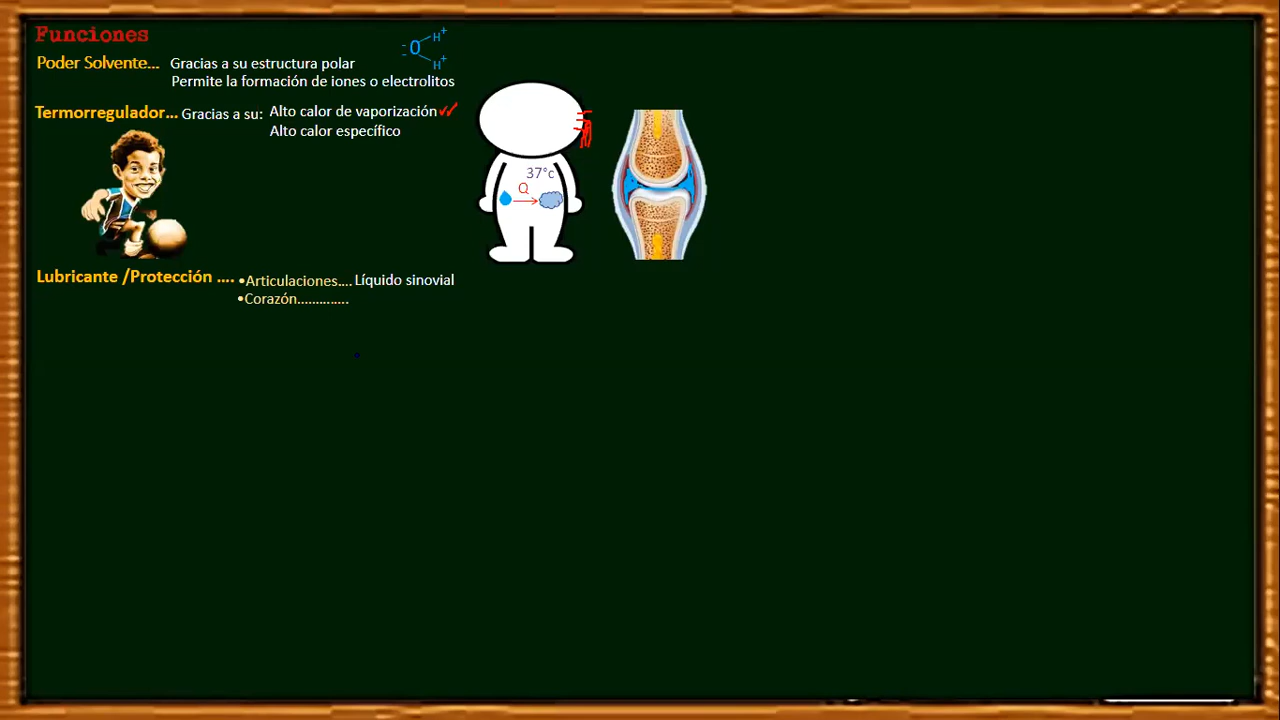 Funciones
Poder Solvente... Gracias a su estructura polar
Permite la formación de iones o electrolitos
O H+
H+
Termorregulador... Gracias a su: Alto calor de vaporización
Alto calor específico
37°c
Q
Lubricante /Protección .... •Articulaciones.... Líquido sinovial
•Corazón..............